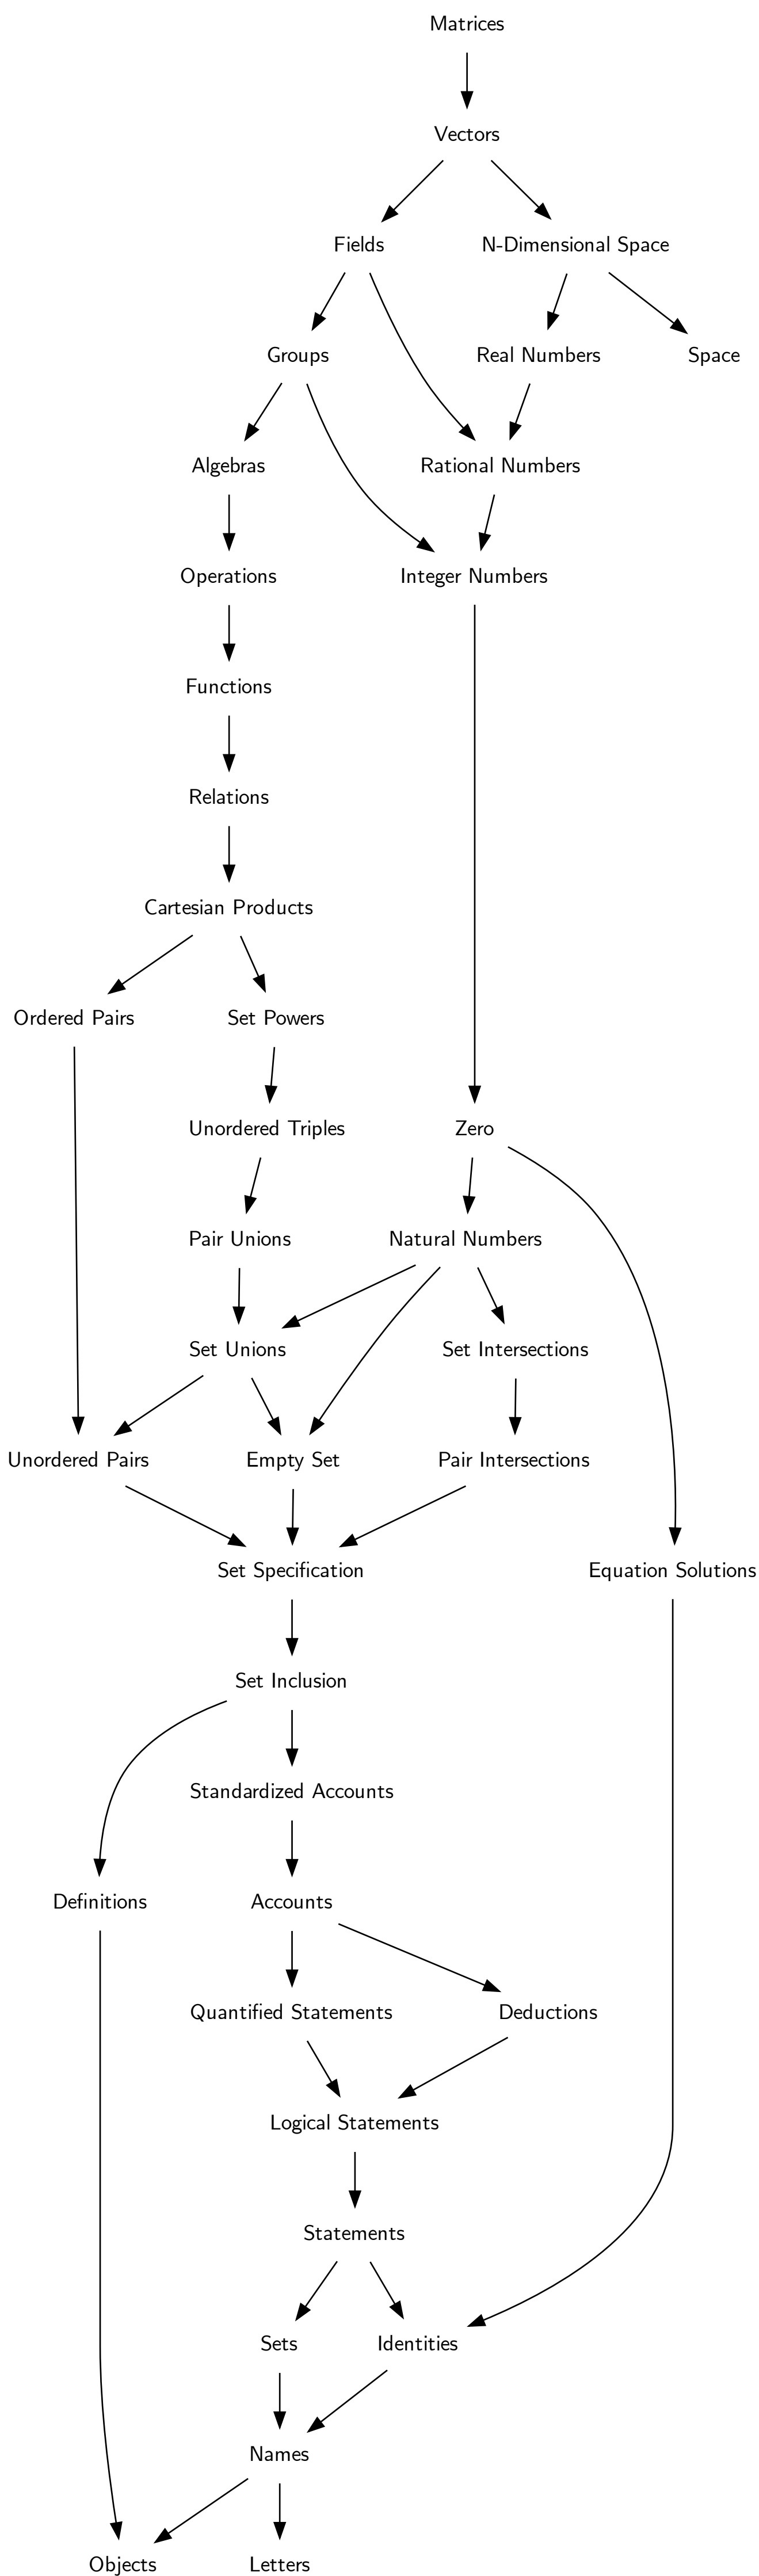 Matrices
Vectors
Fields
N-Dimensional Space
Groups
Real Numbers
Space
Algebras
Rational Numbers
Operations
Integer Numbers
Functions
Relations
Cartesian Products
Ordered Pairs
Set Powers
Unordered Triples
Zero
Pair Unions
Natural Numbers
Set Unions
Set Intersections
Unordered Pairs
Empty Set
Pair Intersections
Set Specification
Equation Solutions
Set Inclusion
Standardized Accounts
Definitions
Accounts
Quantified Statements
Deductions
Logical Statements
Statements
Sets
Identities
Names
Objects
Letters